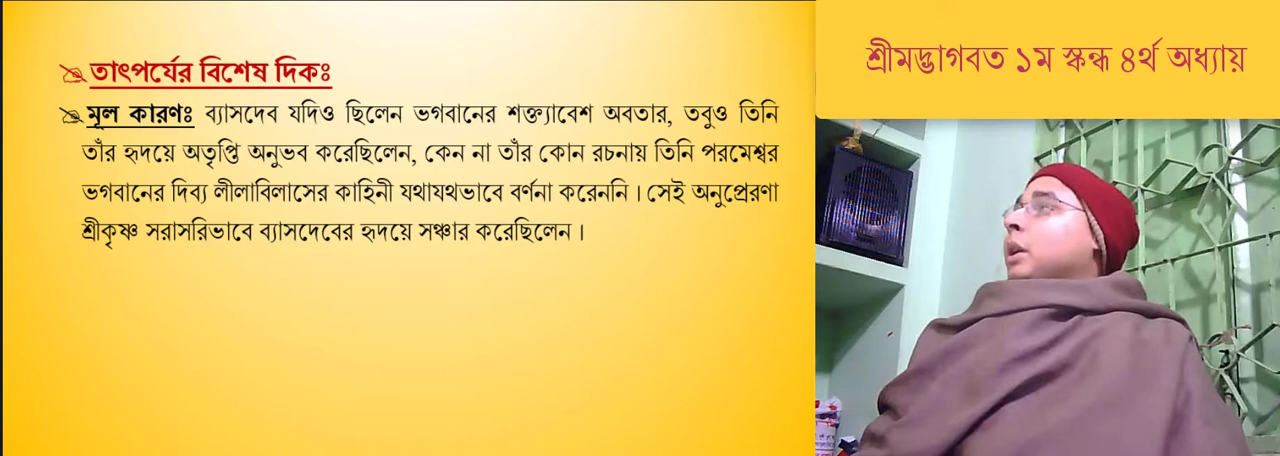 তাৎপর্যের বিশেষ দিকঃ
মূল কারণঃ ব্যাসদেব যদিও ছিলেন ভগবানের শক্ত্যাবেশ অবতার, তবুও তিনি
তাঁর হৃদয়ে অতৃপ্তি অনুভব করেছিলেন, কেন না তাঁর কোন রচনায় তিনি পরমেশ্বর
ভগবানের দিব্য লীলাবিলাসের কাহিনী যথাযথভাবে বর্ণনা করেননি। সেই অনুপ্রেরণা
শ্রীকৃষ্ণ সরাসরিভাবে ব্যাসদেবের হৃদয়ে সঞ্চার করেছিলেন।
শ্রীমদ্ভাগবত ১ম স্কন্ধ ৪র্থ অধ্যায়